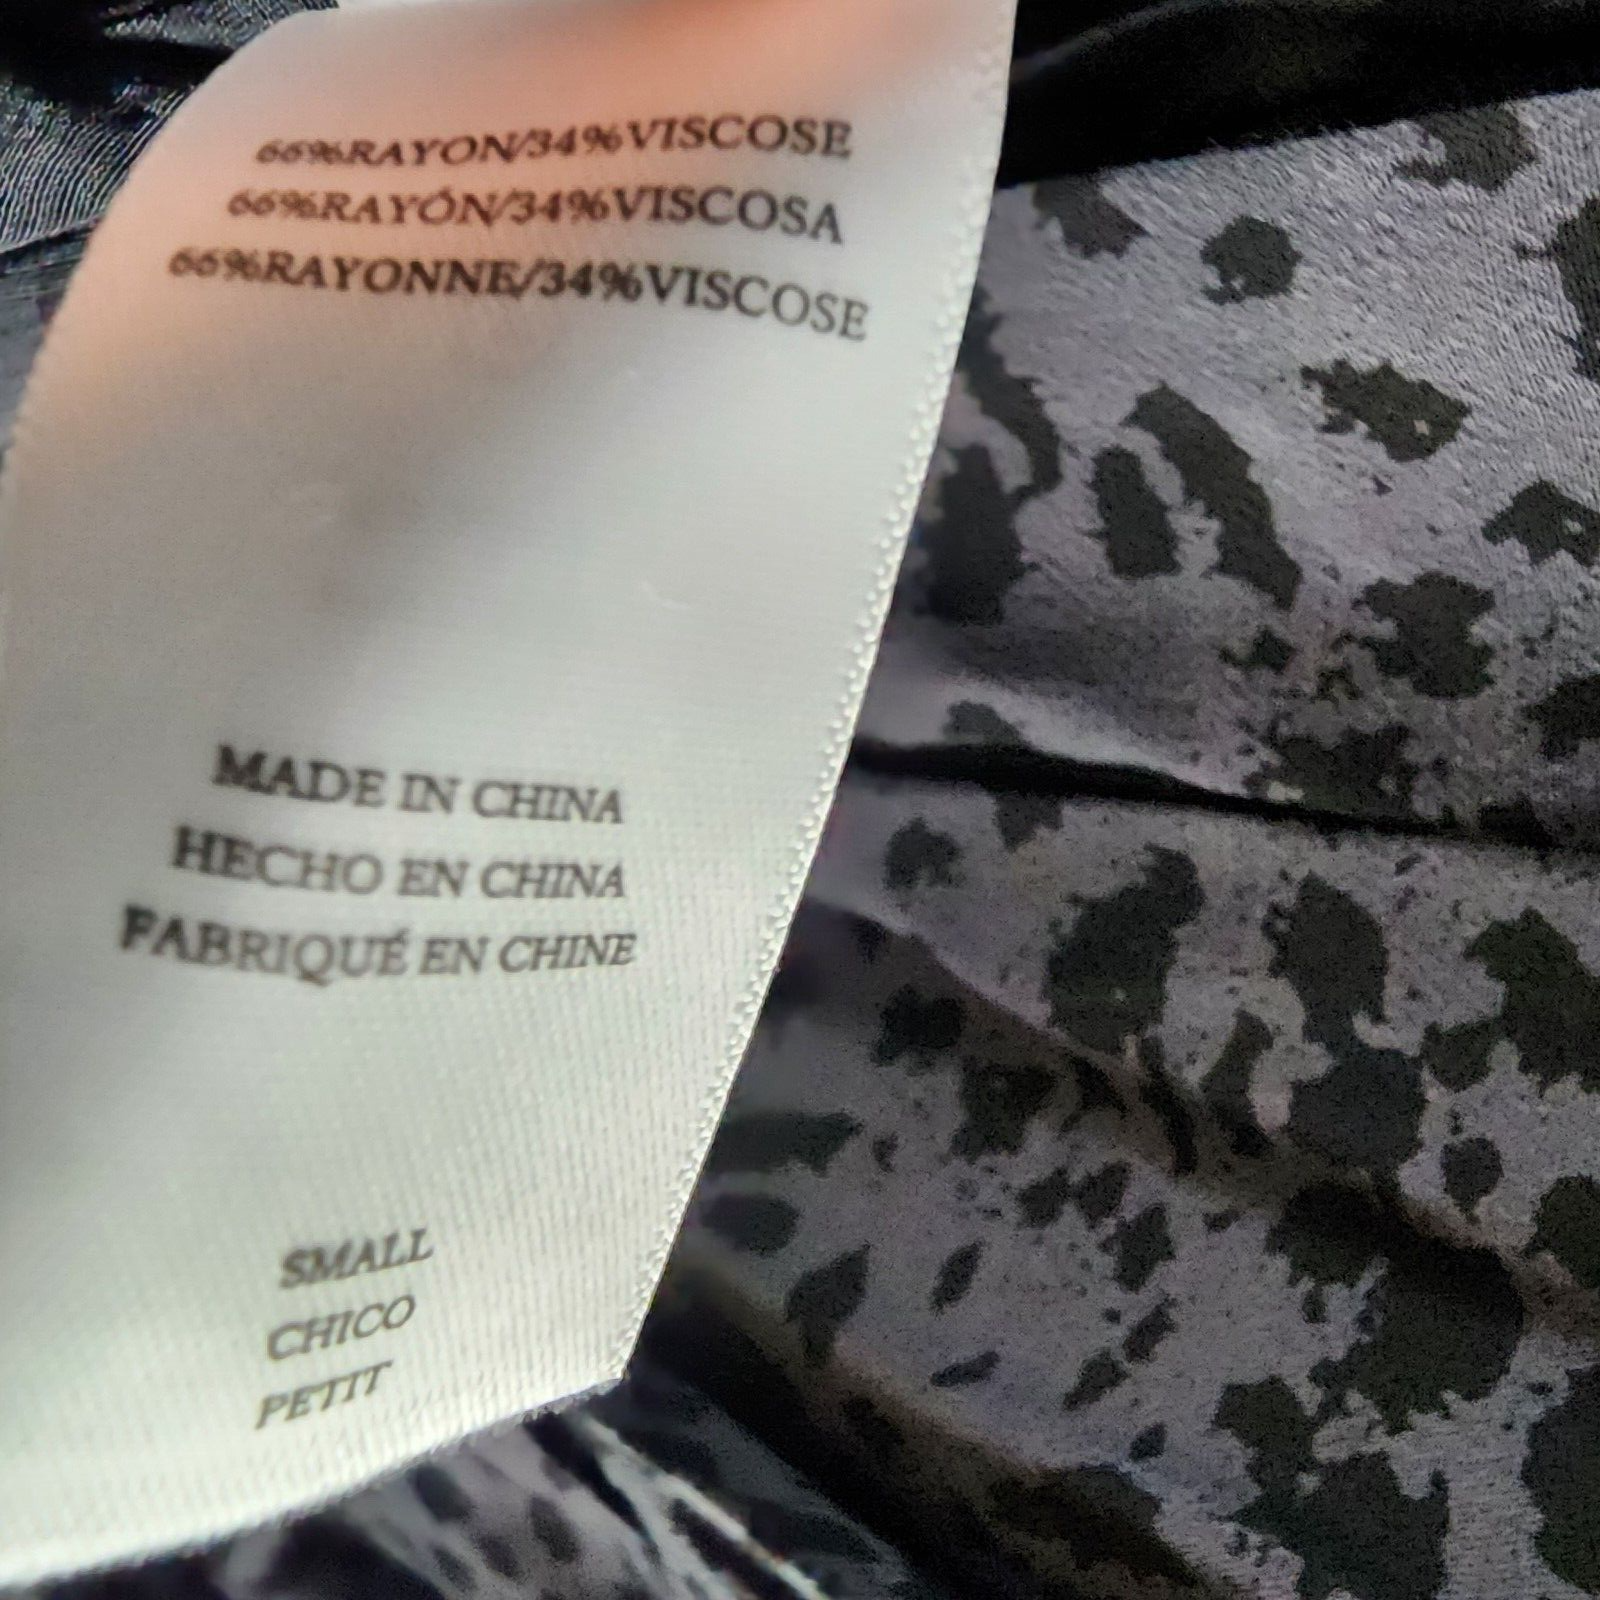 66%RAYON/34%VISCOSE
66%RAYÓN/34%VISCOSA
66%RAYONNE/34%VISCOSE
MADE IN CHINA
HECHO EN CHINA
FABRIQUÉ EN CHINE
SMALL
CHICO
PETIT